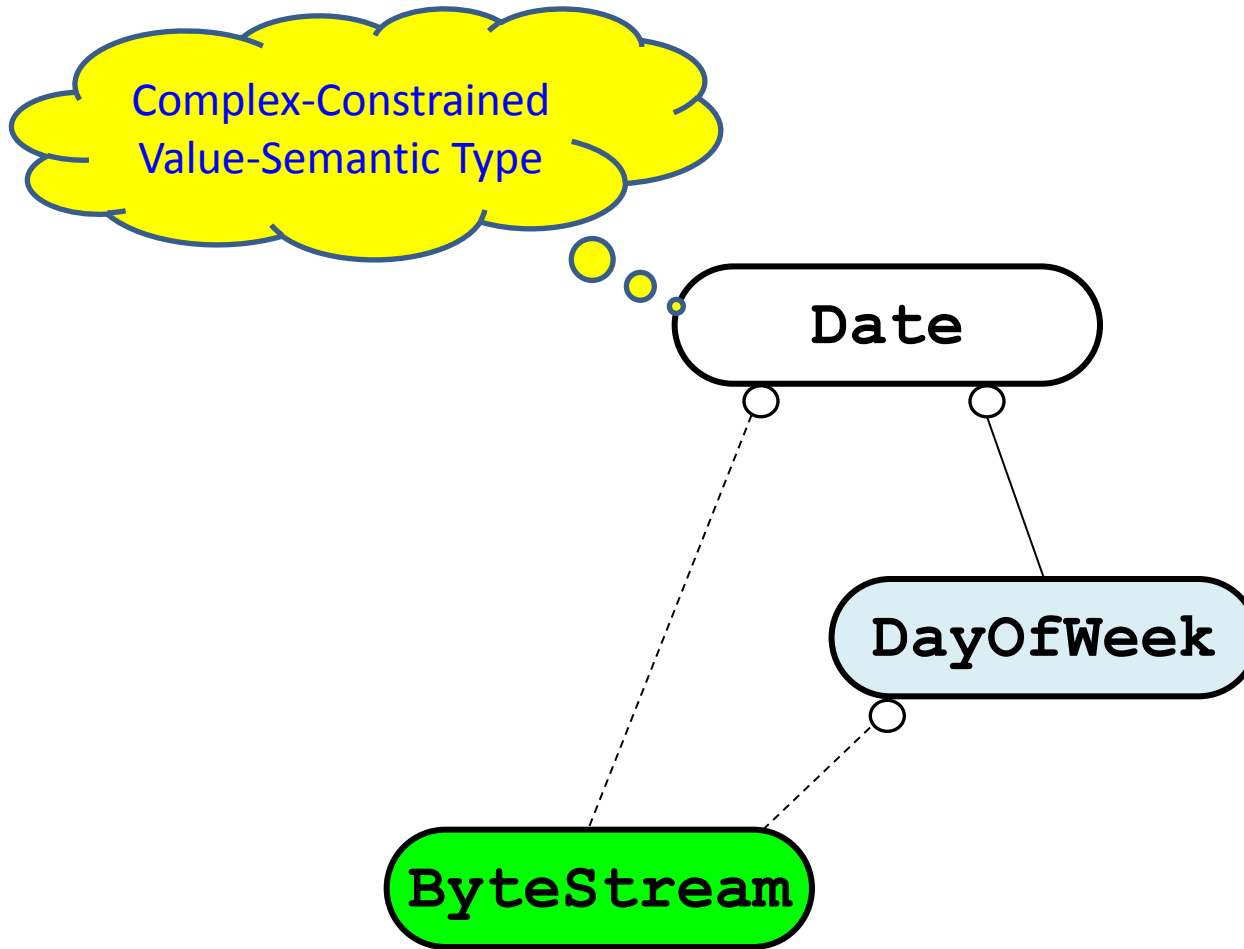 Complex-Constrained
Value-Semantic Type
Date
DayOfWeek
ByteStream